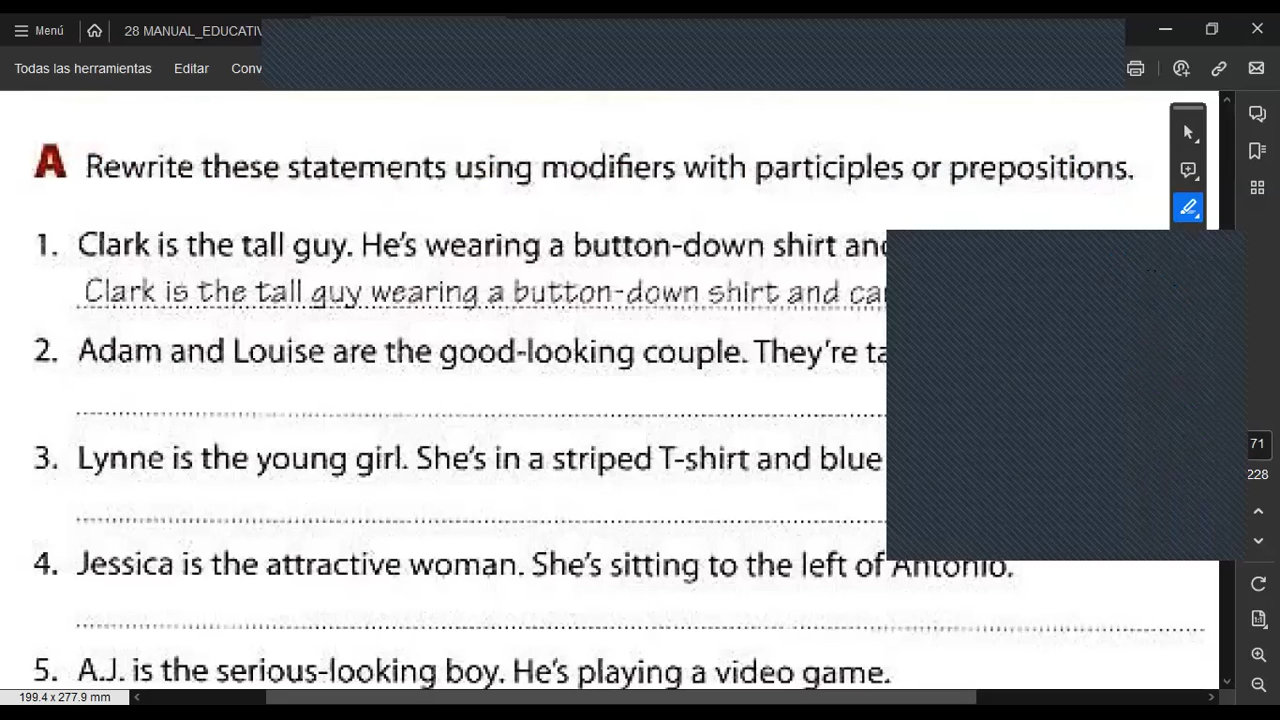 Menú
28 MANUAL_EDUCATIV
Todas las herramientas Editar Conv
A Rewrite these statements using modifiers with participles or prepositions.
1. Clark is the tall guy. He's wearing a button-down shirt and
Clark is the tall guy wearing a button-down shirt and ca
2. Adam and Louise are the good-looking couple. They're ta
3. Lynne is the young girl. She's in a striped T-shirt and blue
4. Jessica is the attractive woman. She's sitting to the left of Antonio.
5. A.J. is the serious-looking boy. He's playing a video game.
71
228
199.4 x 277.9 mm